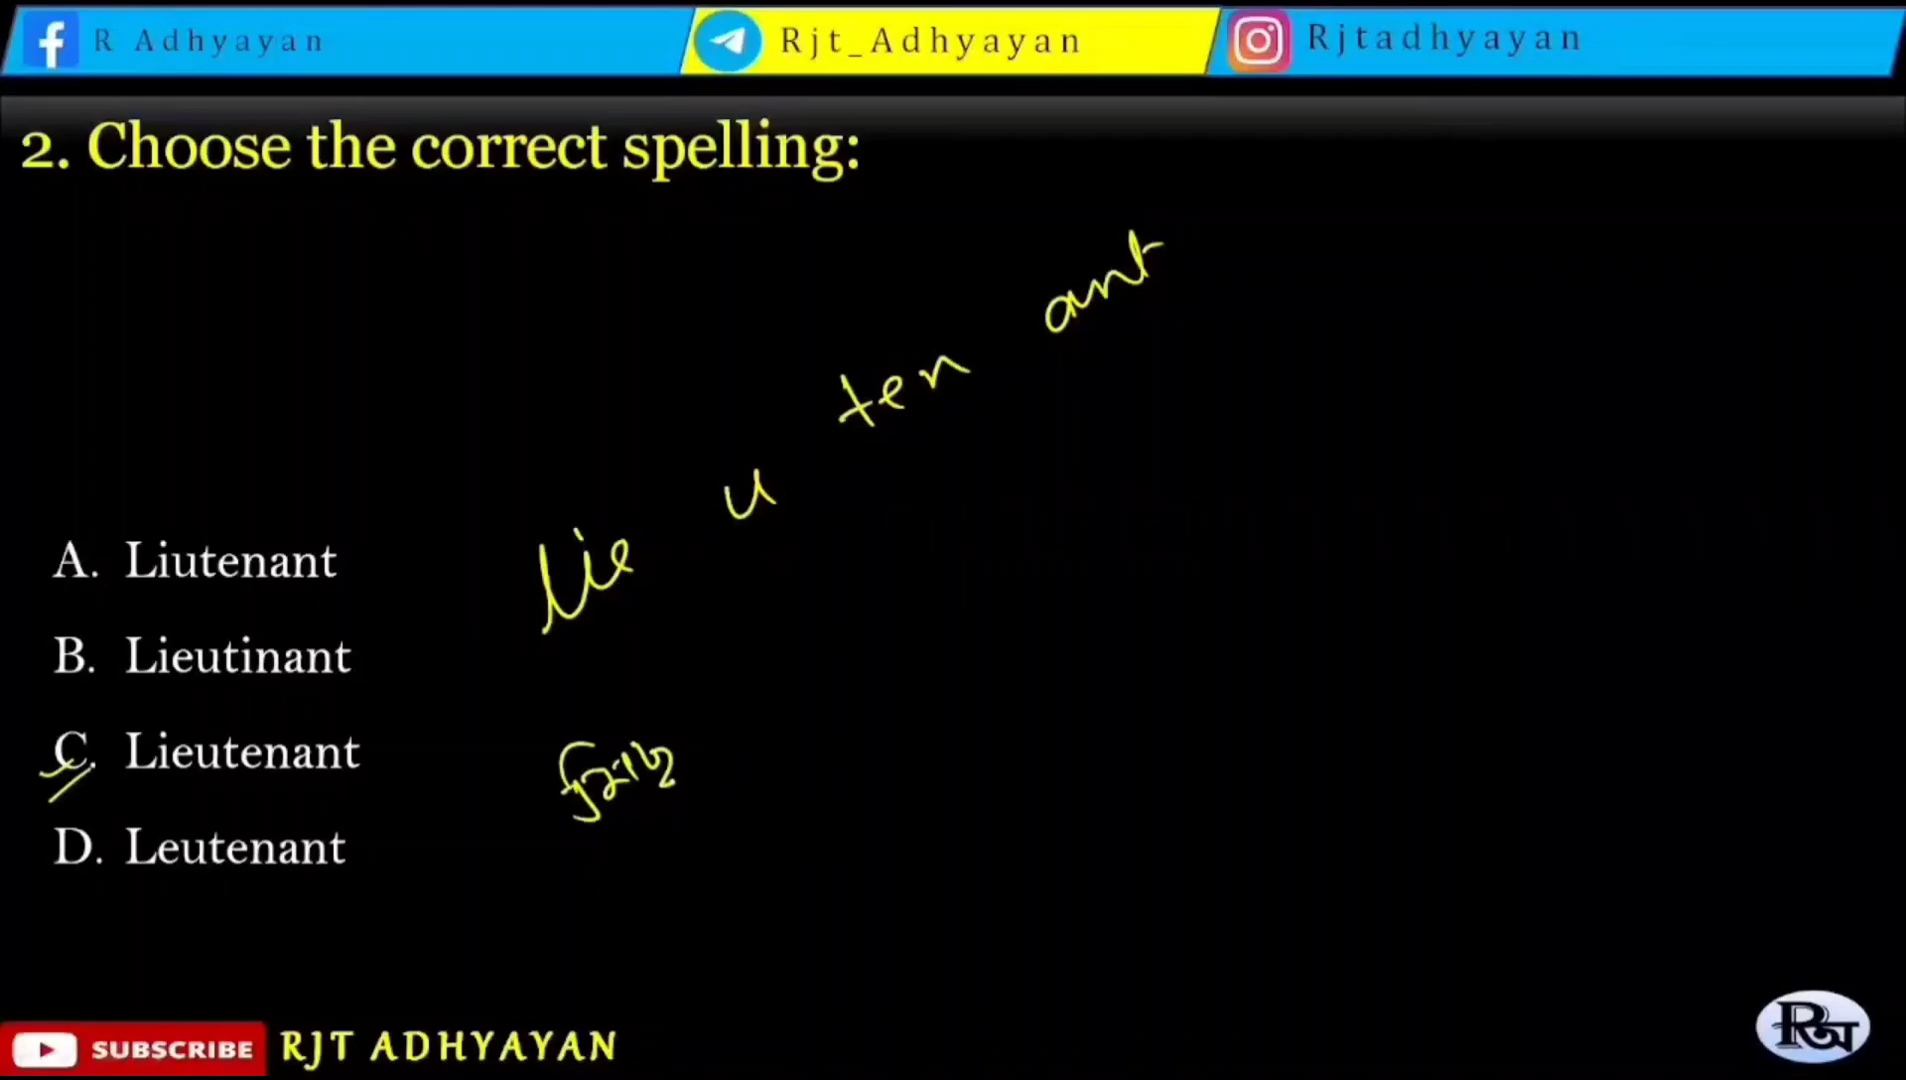 R Adhyayan
Rjt_Adhyayan
Rjtadhyayan
2. Choose the correct spelling:
ant
ten
u
lie
A. Liutenant
B. Lieutinant
C. Lieutenant
D. Leutenant
SUBSCRIBE RJT ADHYAYAN